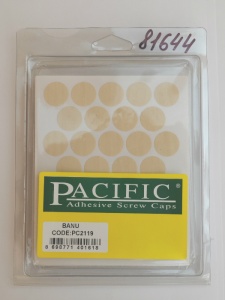 81644
PACIFIC®
Adhesive Screw Caps
BANU
CODE:PC2119